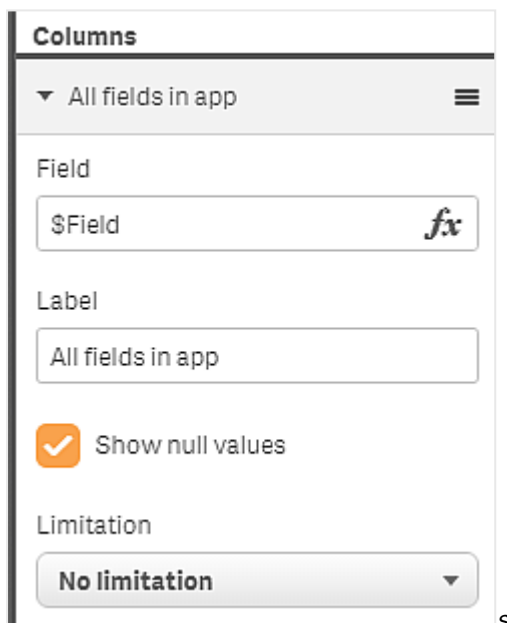 Columns
All fields in app
Field
$Field fx
Label
All fields in app
Show null values
Limitation
No limitation
s